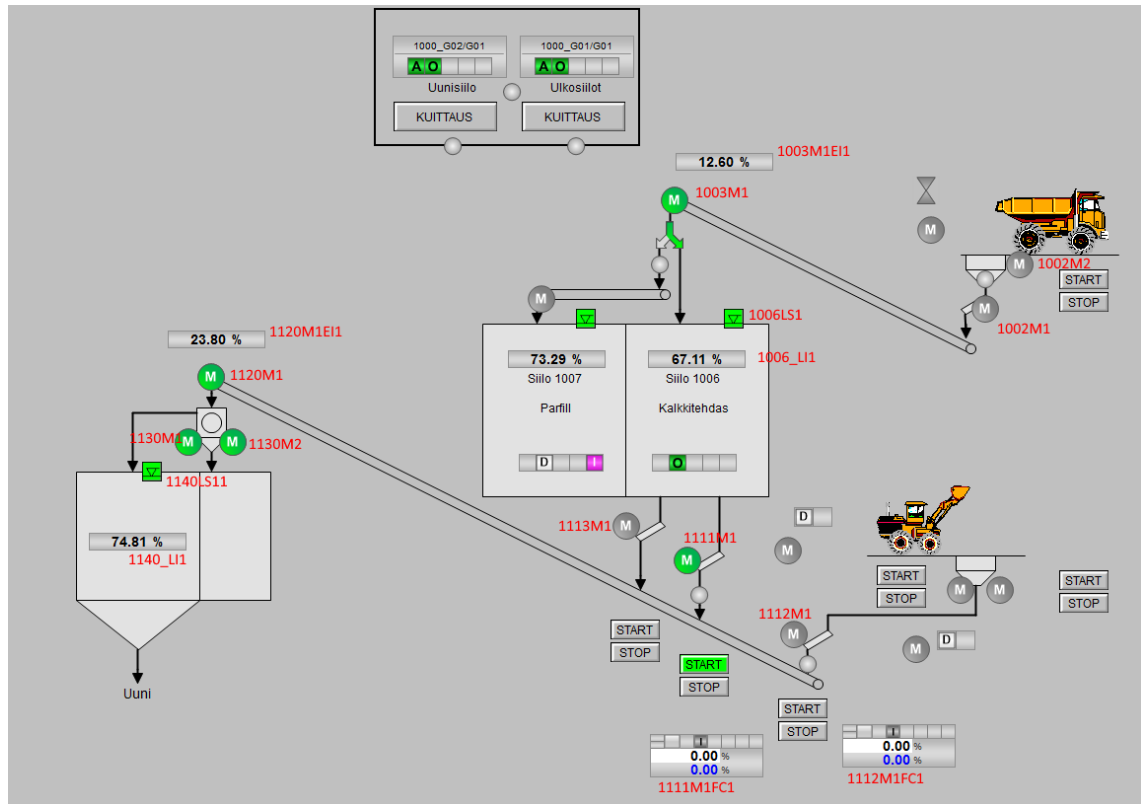 1000_G02/G01 1000_G01/G01
A O A O
Uunisiilo Ulkosiilot
KUITTAUS KUITTAUS
12.60 % 1003M1EI1
M 1003M1
M
M 1002M2
START
STOP
M 1002M1
M
1006LS1
23.80 % 1120M1EI1
73.29 % 67.11 % 1006_LI1
Siilo 1007 Siilo 1006
M 1120M1
Parfill Kalkkitehdas
1130M1 M M 1130M2
D I O
1140LS11
74.81 %
1140_LI1
1113M1 M
D
1111M1
M
M
START
STOP
M M
START
STOP
1112M1
M
START
STOP
M D
START
STOP
Uuni
START
STOP
I
0.00 %
0.00 %
1111M1FC1
I
0.00 %
0.00 %
1112M1FC1